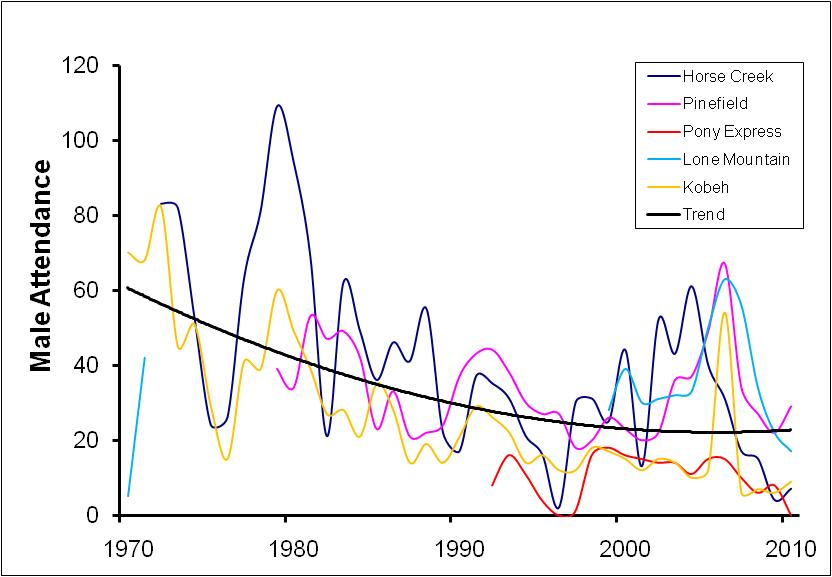 120
100
80
60
40
20
0
Male Attendance
1970
1980
1990
2000
2010
Horse Creek
Pinefield
Pony Express
Lone Mountain
Kobeh
Trend